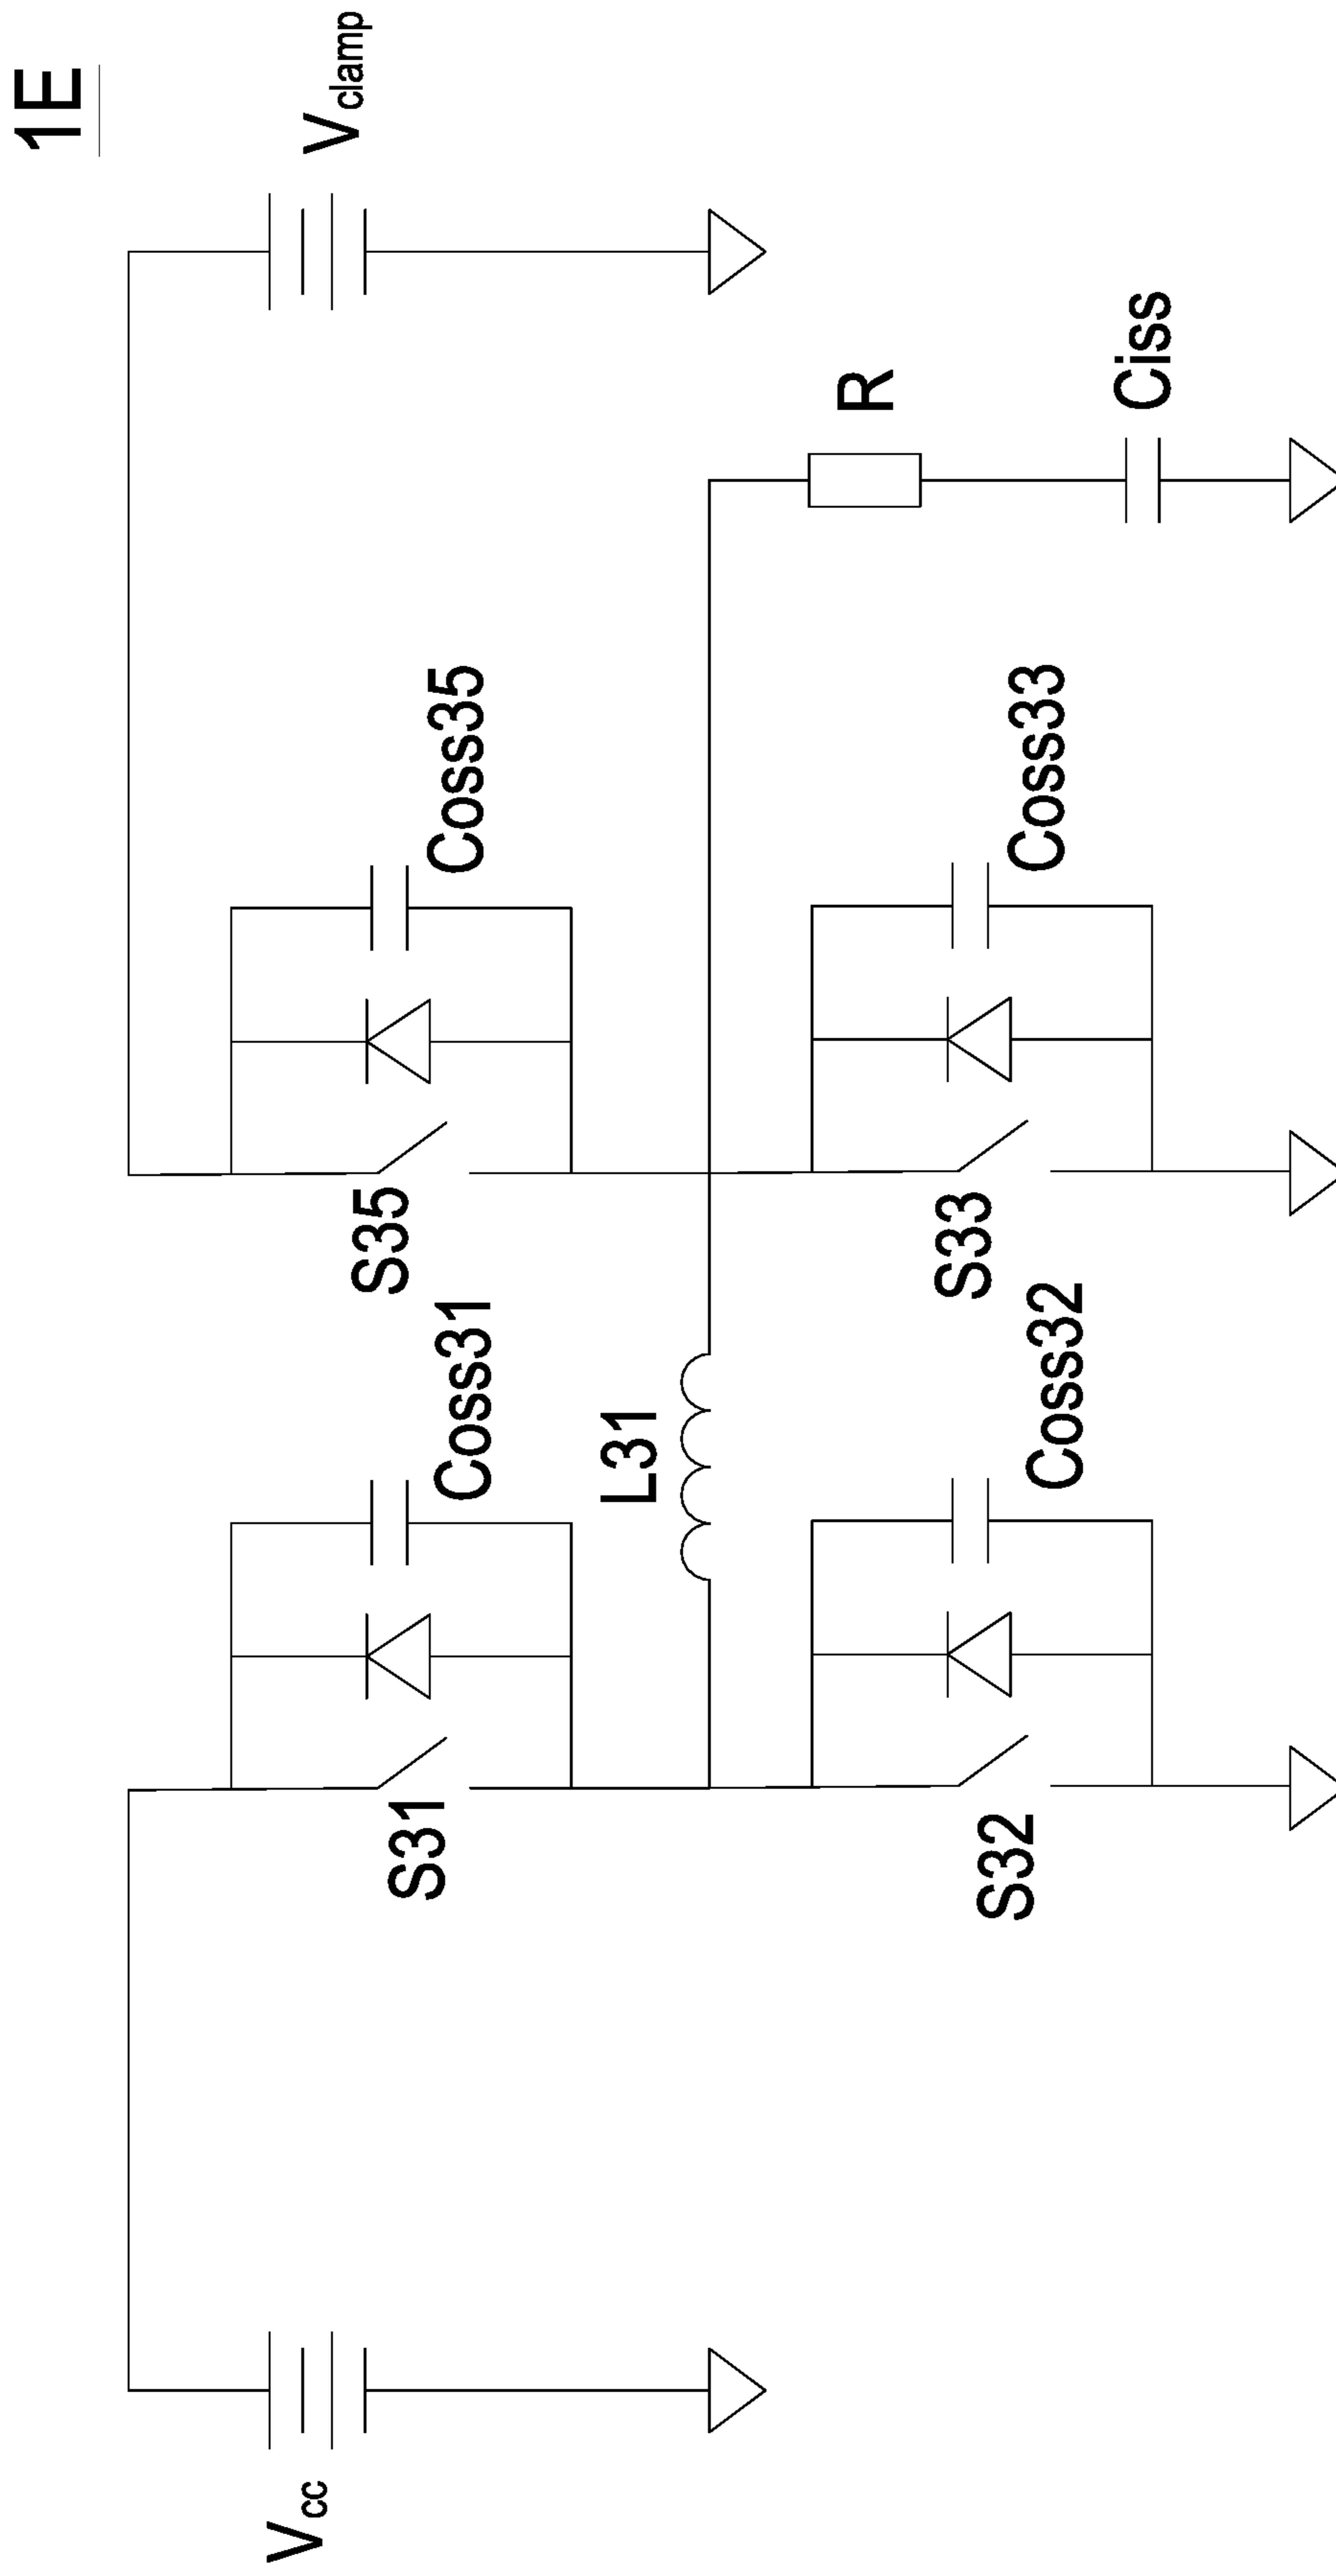 1E
Vcc
Vclamp
S31
Coss31
S35
Coss35
L31
S32
Coss32
S33
Coss33
R
Ciss